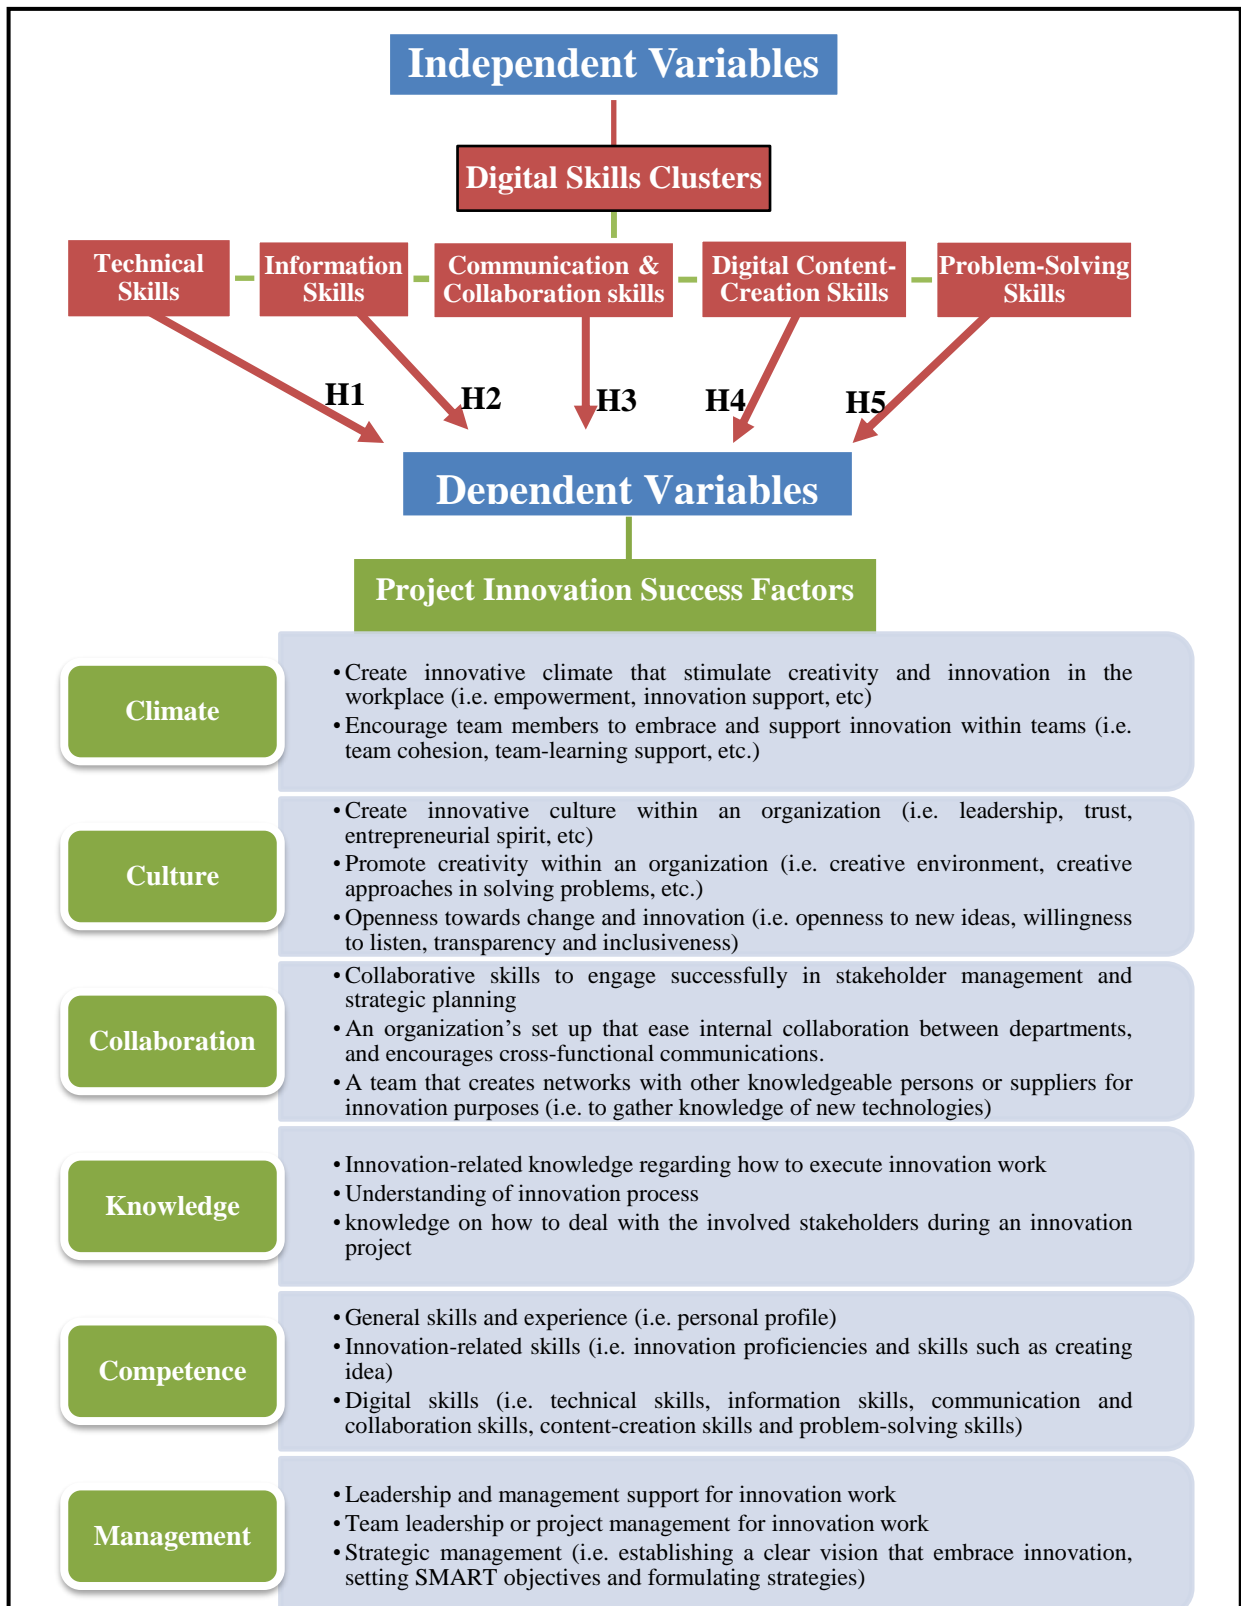 Independent Variables
Digital Skills Clusters
Technical
Skills
Information
Skills
Communication &
Collaboration skills
Digital Content-
Creation Skills
Problem-Solving
Skills
H1
H2
H3
H4
H5
Dependent Variables
Project Innovation Success Factors
Climate
• Create innovative climate that stimulate creativity and innovation in the
workplace (i.e. empowerment, innovation support, etc)
• Encourage team members to embrace and support innovation within teams (i.e.
team cohesion, team-learning support, etc.)
Culture
• Create innovative culture within an organization (i.e. leadership, trust,
entrepreneurial spirit, etc)
• Promote creativity within an organization (i.e. creative environment, creative
approaches in solving problems, etc.)
• Openness towards change and innovation (i.e. openness to new ideas, willingness
to listen, transparency and inclusiveness)
Collaboration
• Collaborative skills to engage successfully in stakeholder management and
strategic planning
• An organization’s set up that ease internal collaboration between departments,
and encourages cross-functional communications.
• A team that creates networks with other knowledgeable persons or suppliers for
innovation purposes (i.e. to gather knowledge of new technologies)
Knowledge
• Innovation-related knowledge regarding how to execute innovation work
• Understanding of innovation process
• knowledge on how to deal with the involved stakeholders during an innovation
project
Competence
• General skills and experience (i.e. personal profile)
• Innovation-related skills (i.e. innovation proficiencies and skills such as creating
idea)
• Digital skills (i.e. technical skills, information skills, communication and
collaboration skills, content-creation skills and problem-solving skills)
Management
• Leadership and management support for innovation work
• Team leadership or project management for innovation work
• Strategic management (i.e. establishing a clear vision that embrace innovation,
setting SMART objectives and formulating strategies)